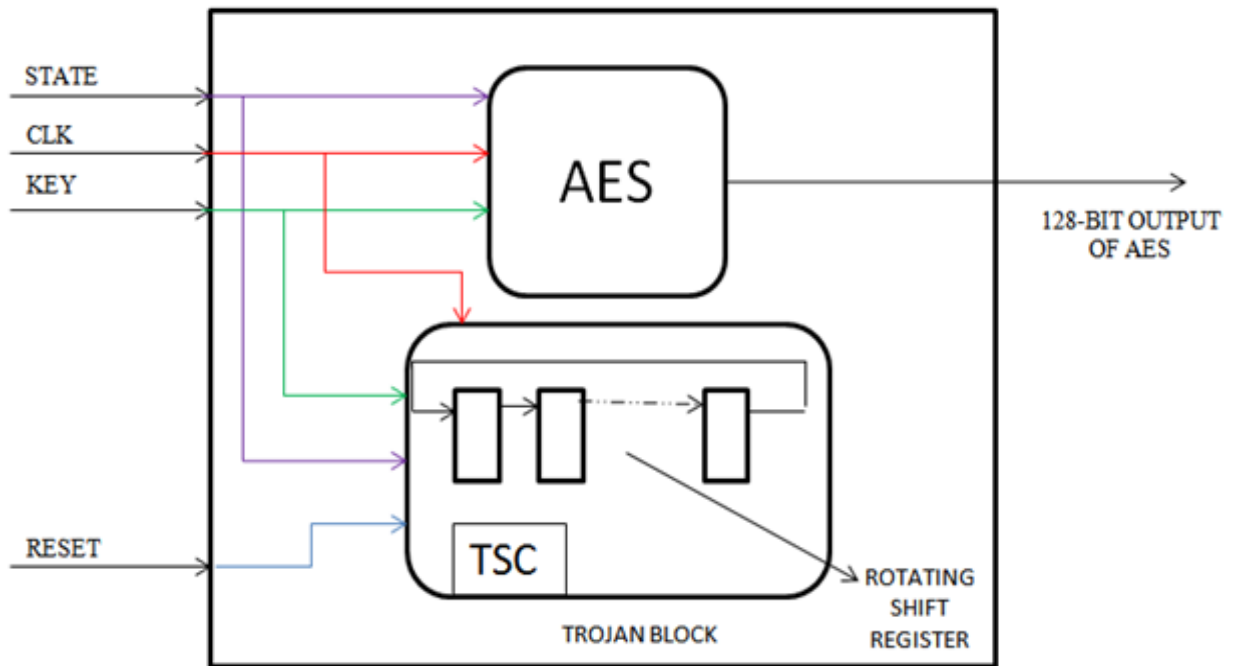 STATE
CLK
KEY
AES
128-BIT OUTPUT
OF AES
RESET
TSC
ROTATING
SHIFT
REGISTER
TROJAN BLOCK